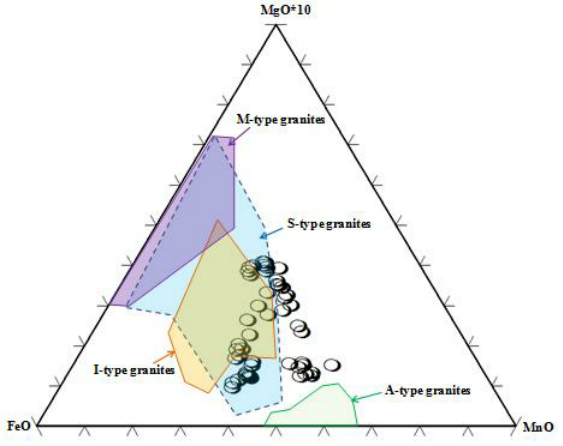 MgO*10
M-type granites
S-type granites
I-type granites
A-type granites
FeO
MnO